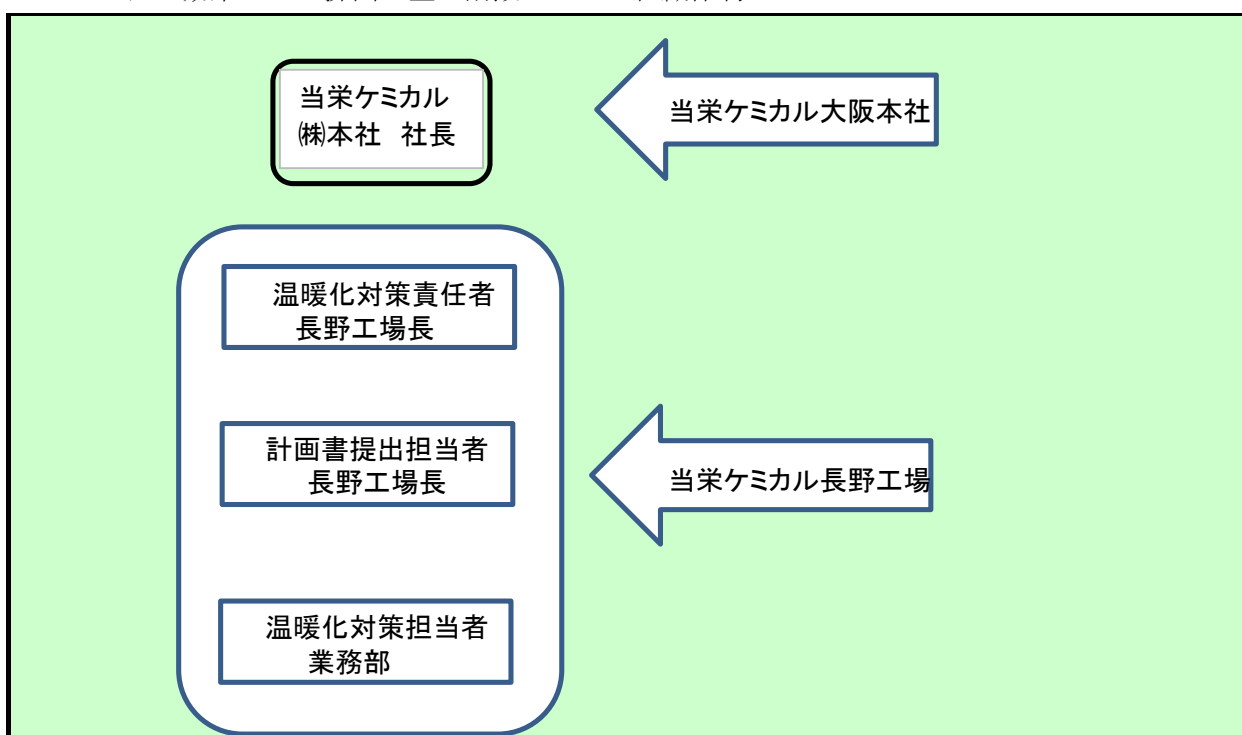 当栄ケミカル
㈱本社 社長
当栄ケミカル大阪本社
温暖化対策責任者
長野工場長
計画書提出担当者
長野工場長
当栄ケミカル長野工場
温暖化対策担当者
業務部